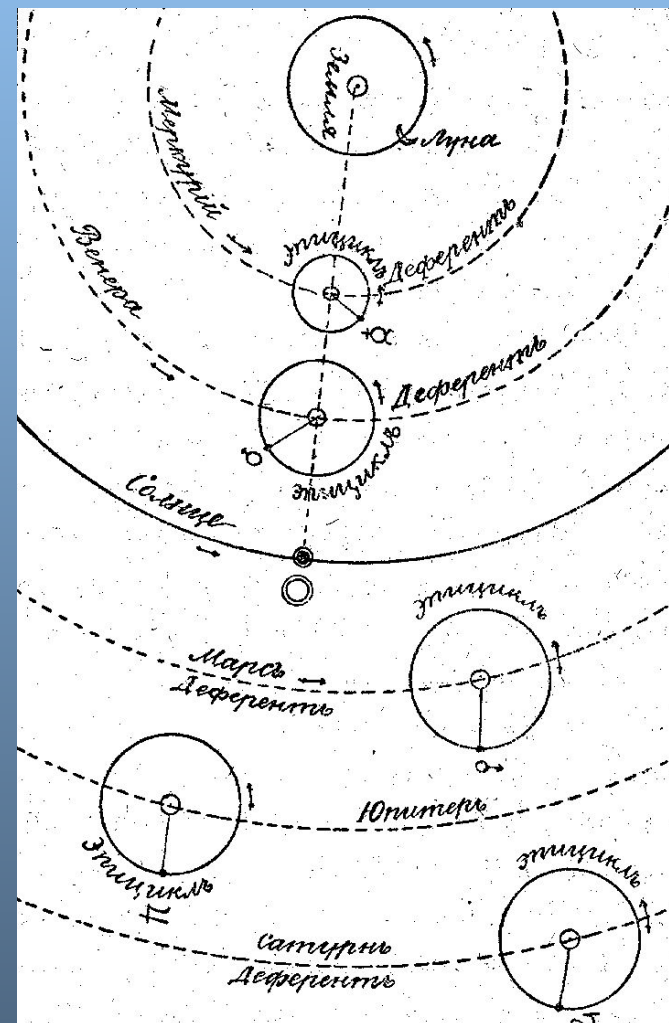 Земля
Луна
Меркурій
эпициклъ
Деферентъ
Венера
Деферентъ
эпициклъ
Солнце
эпициклъ
Марсъ
Деферентъ
Юпитеръ
Эпициклъ
эпициклъ
Сатурнъ
Деферентъ